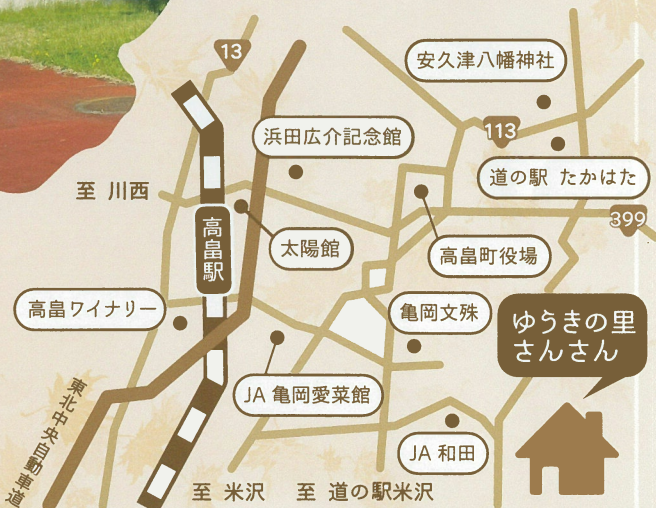 13
安久津八幡神社
113
浜田広介記念館
道の駅 たかはた
至 川西
399
高畠駅
太陽館
高畠町役場
高畠ワイナリー
亀岡文殊
ゆうきの里
さんさん
JA 亀岡愛菜館
東北中央自動車道
JA 和田
至 米沢
至 道の駅米沢